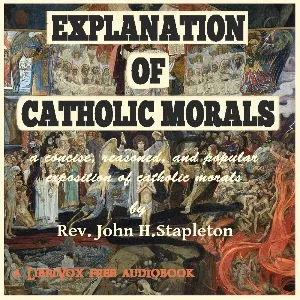 EXPLANATION
OF
CATHOLIC MORALS
a concise, reasoned, and popular
exposition of catholic morals
by
Rev. John H.Stapleton
A LIBRIVOX FREE AUDIOBOOK